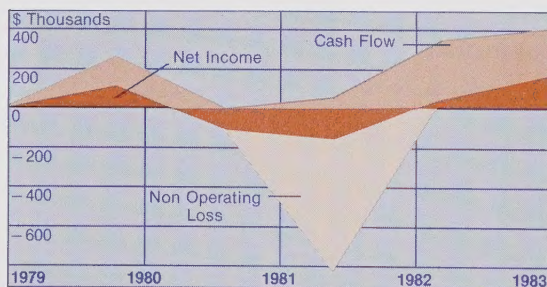 $ Thousands
400
Cash Flow
Net Income
200
0
– 200
– 400
Non Operating
Loss
– 600
1979 1980 1981 1982 1983